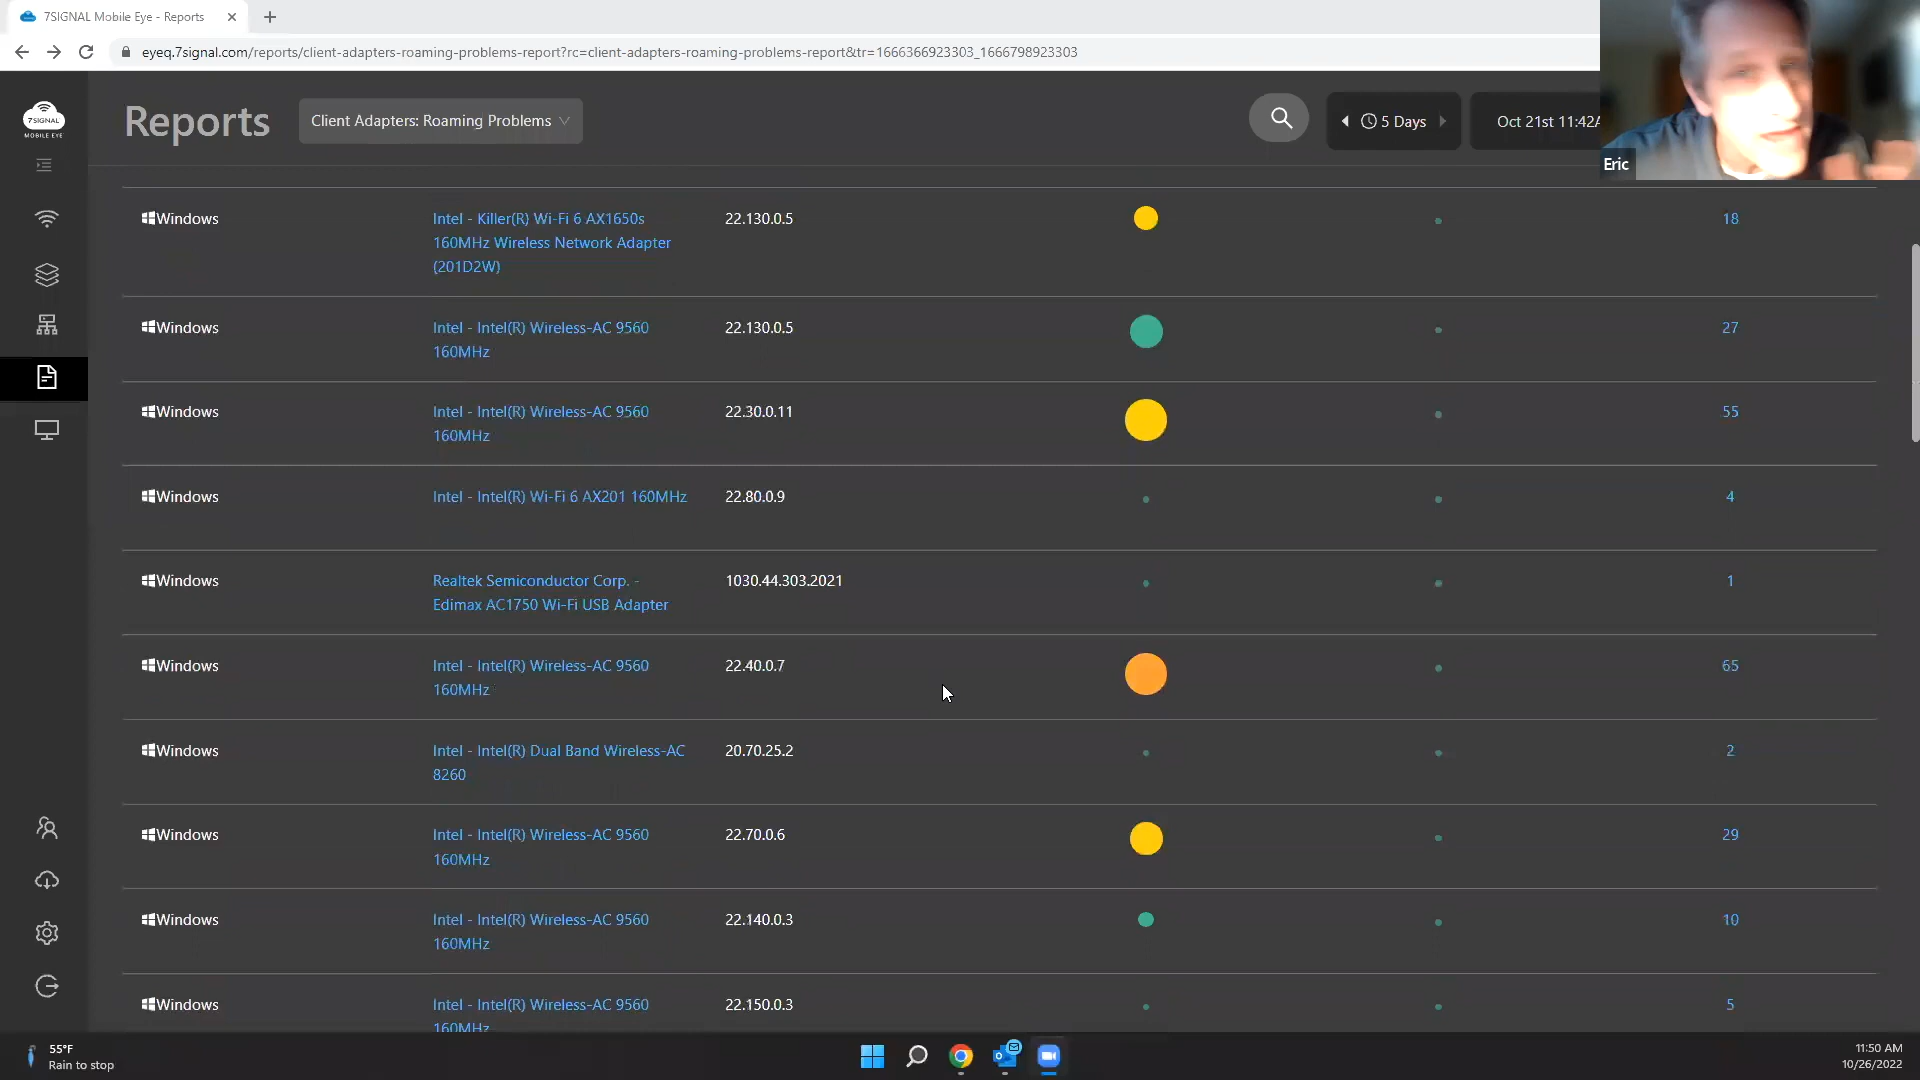 7SIGNAL Mobile Eye - Reports
eyeq.7signal.com/reports/client-adapters-roaming-problems-report?rc=client-adapters-roaming-problems-report&tr=1666366923303_1666798923303
7SIGNAL
MOBILE EYE
Reports
Client Adapters: Roaming Problems
5 Days
Oct 21st 11:42A
Eric
Windows
Intel - Killer(R) Wi-Fi 6 AX1650s
160MHz Wireless Network Adapter
(201D2W)
22.130.0.5
18
Windows
Intel - Intel(R) Wireless-AC 9560
160MHz
22.130.0.5
27
Windows
Intel - Intel(R) Wireless-AC 9560
160MHz
22.30.0.11
55
Windows
Intel - Intel(R) Wi-Fi 6 AX201 160MHz
22.80.0.9
4
Windows
Realtek Semiconductor Corp. -
Edimax AC1750 Wi-Fi USB Adapter
1030.44.303.2021
1
Windows
Intel - Intel(R) Wireless-AC 9560
160MHz
22.40.0.7
65
Windows
Intel - Intel(R) Dual Band Wireless-AC
8260
20.70.25.2
2
Windows
Intel - Intel(R) Wireless-AC 9560
160MHz
22.70.0.6
29
Windows
Intel - Intel(R) Wireless-AC 9560
160MHz
22.140.0.3
10
Windows
Intel - Intel(R) Wireless-AC 9560
160MHz
22.150.0.3
5
55°F
Rain to stop
11:50 AM
10/26/2022